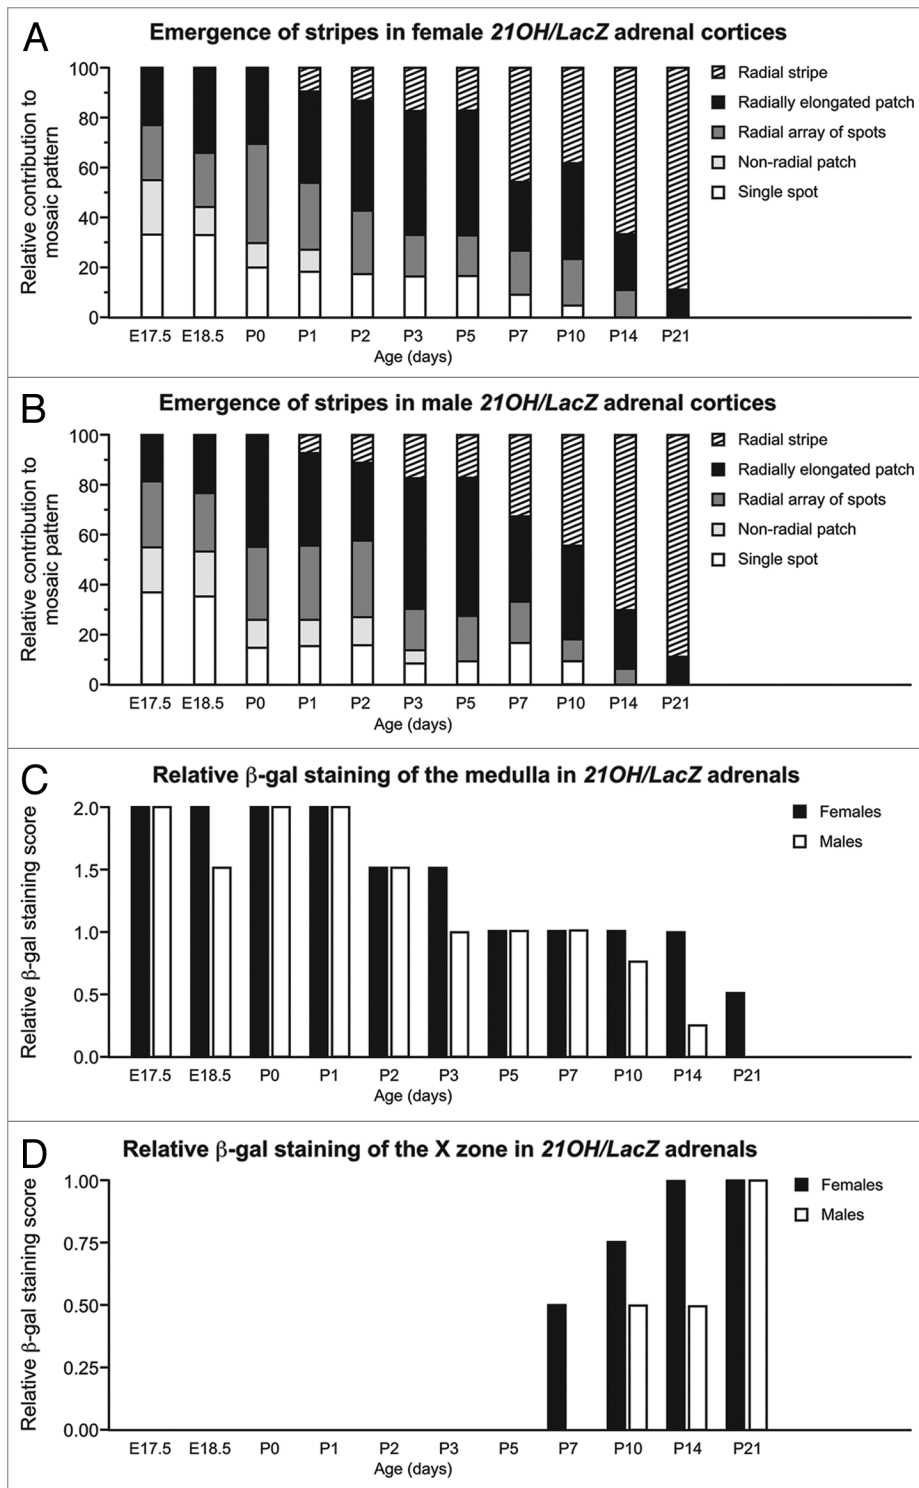 A
Emergence of stripes in female 21OH/LacZ adrenal cortices
Relative contribution to
mosaic pattern
100
80
60
40
20
0
E17.5 E18.5 P0 P1 P2 P3 P5 P7 P10 P14 P21
Age (days)
Radial stripe
Radially elongated patch
Radial array of spots
Non-radial patch
Single spot
B
Emergence of stripes in male 21OH/LacZ adrenal cortices
Relative contribution to
mosaic pattern
100
80
60
40
20
0
E17.5 E18.5 P0 P1 P2 P3 P5 P7 P10 P14 P21
Age (days)
Radial stripe
Radially elongated patch
Radial array of spots
Non-radial patch
Single spot
C
Relative β-gal staining of the medulla in 21OH/LacZ adrenals
Relative β-gal staining score
2.0
1.5
1.0
0.5
0.0
E17.5 E18.5 P0 P1 P2 P3 P5 P7 P10 P14 P21
Age (days)
Females
Males
D
Relative β-gal staining of the X zone in 21OH/LacZ adrenals
Relative β-gal staining score
1.00
0.75
0.50
0.25
0.00
E17.5 E18.5 P0 P1 P2 P3 P5 P7 P10 P14 P21
Age (days)
Females
Males